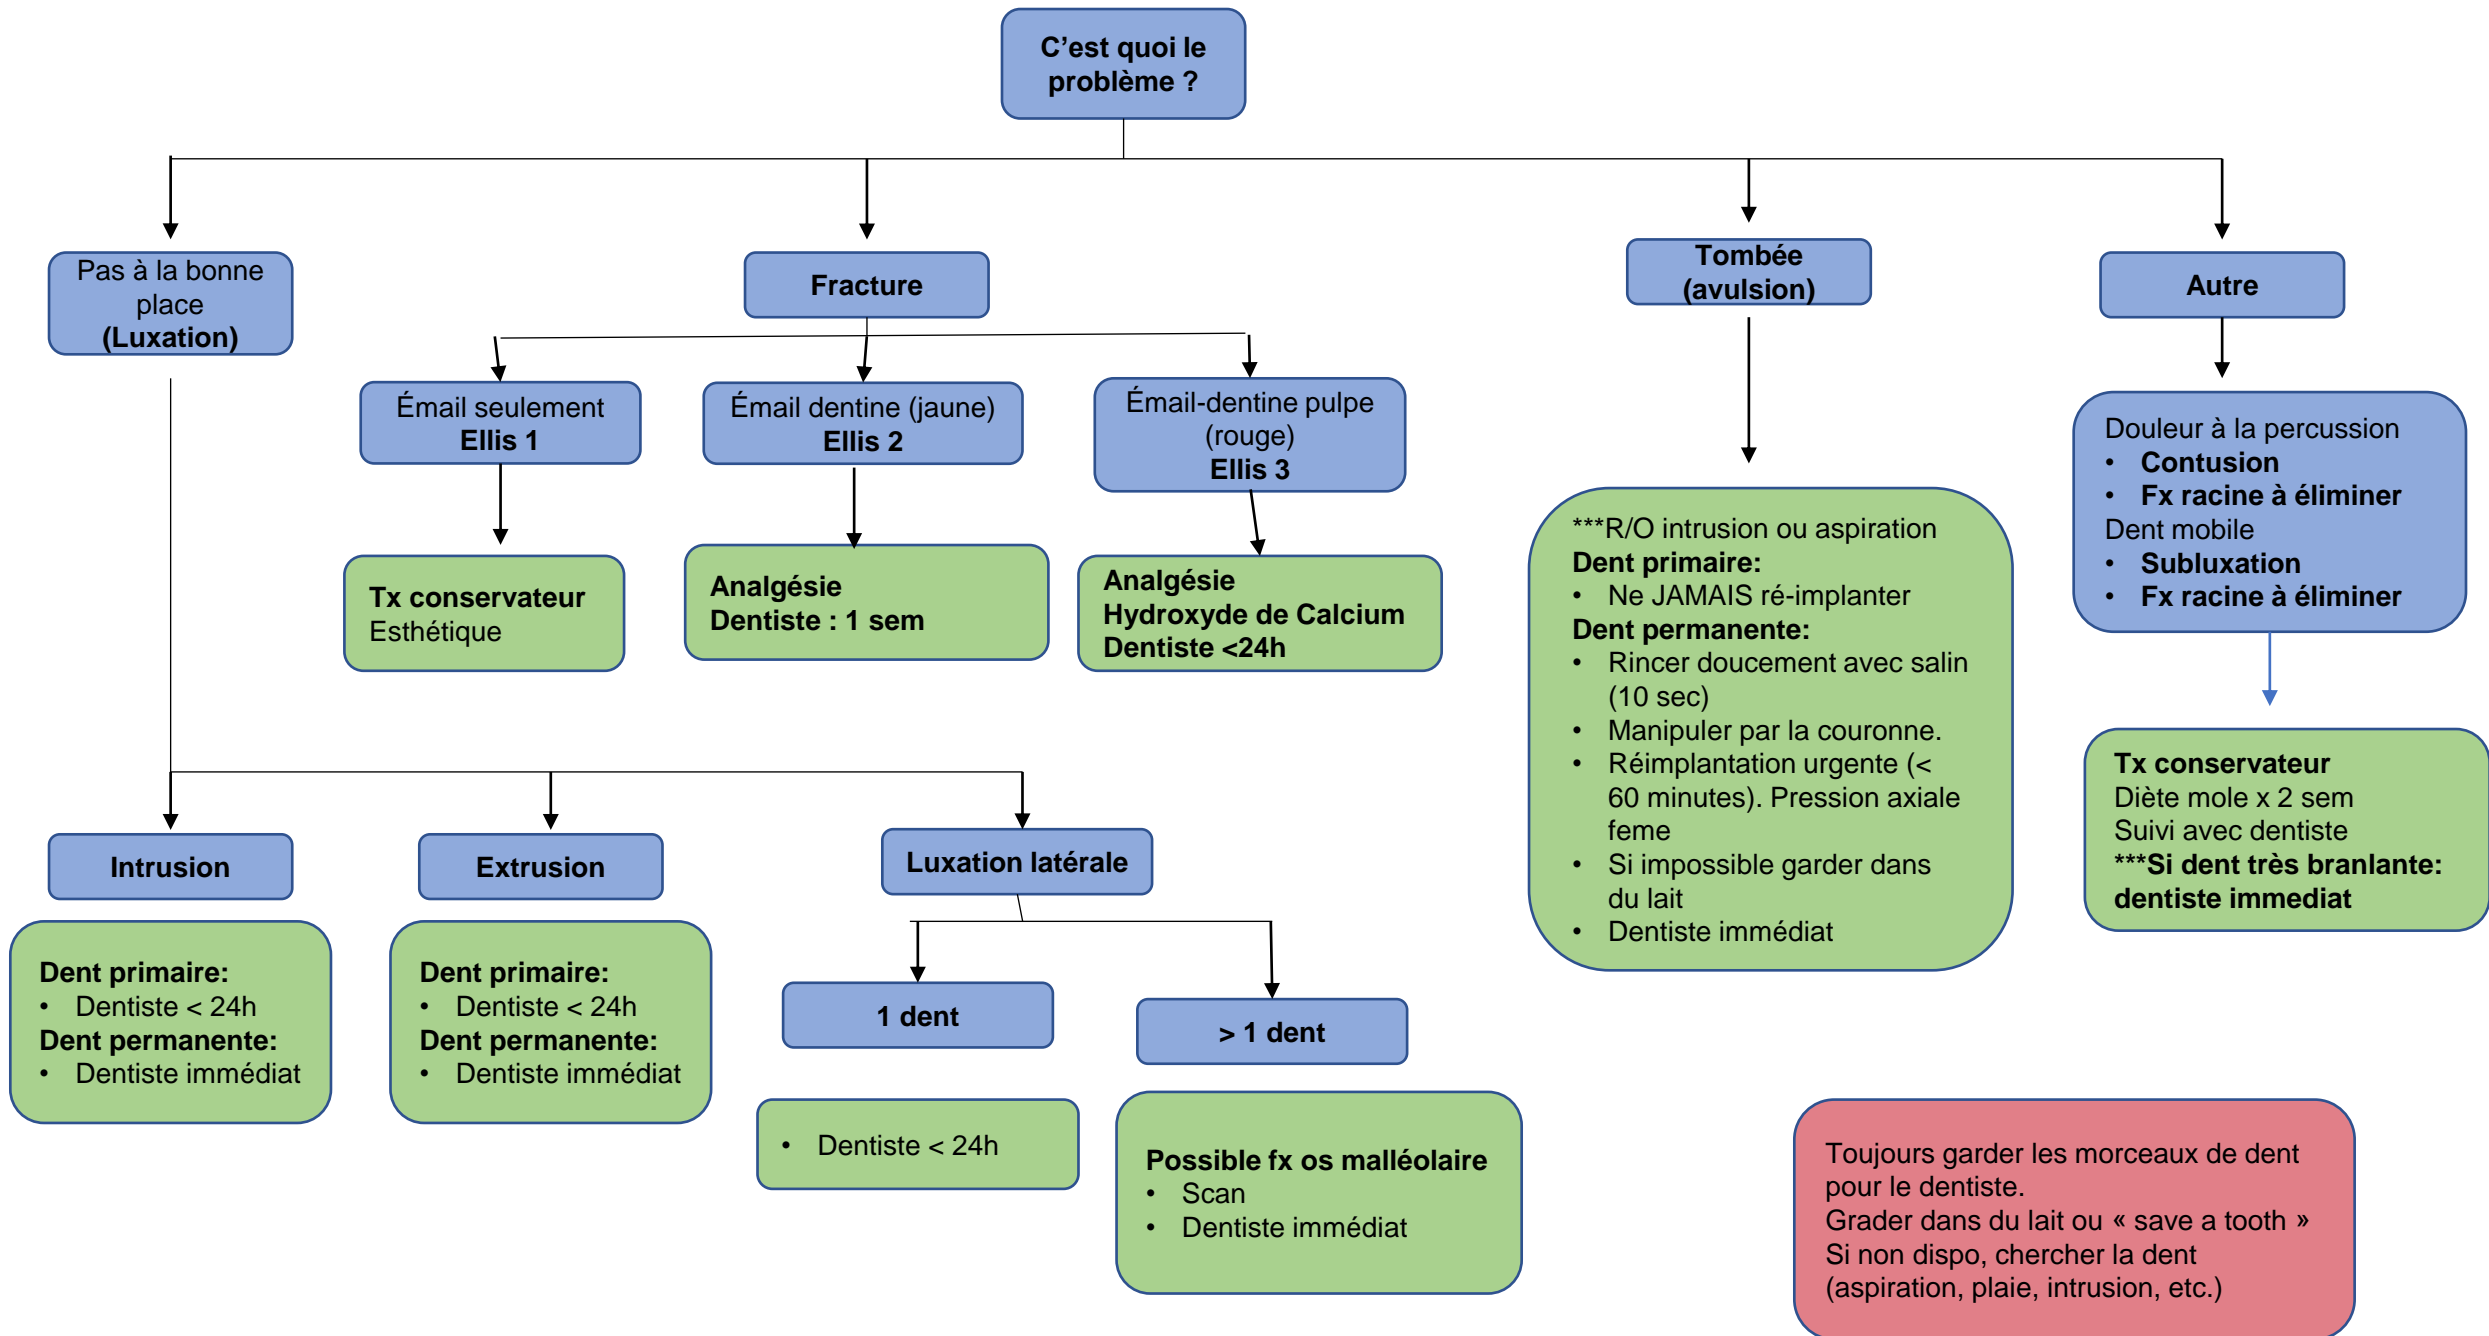 C’est quoi le
problème ?
Pas à la bonne
place
(Luxation)
Fracture
Tombée
(avulsion)
Autre
Émail seulement
Ellis 1
Émail dentine (jaune)
Ellis 2
Émail-dentine pulpe
(rouge)
Ellis 3
Tx conservateur
Esthétique
Analgésie
Dentiste : 1 sem
Analgésie
Hydroxyde de Calcium
Dentiste <24h
***R/O intrusion ou aspiration
Dent primaire:
• Ne JAMAIS ré-implanter
Dent permanente:
• Rincer doucement avec salin
(10 sec)
• Manipuler par la couronne.
• Réimplantation urgente (<
60 minutes). Pression axiale
feme
• Si impossible garder dans
du lait
• Dentiste immédiat
Douleur à la percussion
• Contusion
• Fx racine à éliminer
Dent mobile
• Subluxation
• Fx racine à éliminer
Tx conservateur
Diète mole x 2 sem
Suivi avec dentiste
***Si dent très branlante:
dentiste immediat
Intrusion
Extrusion
Luxation latérale
Dent primaire:
• Dentiste < 24h
Dent permanente:
• Dentiste immédiat
Dent primaire:
• Dentiste < 24h
Dent permanente:
• Dentiste immédiat
1 dent
> 1 dent
• Dentiste < 24h
Possible fx os malléolaire
• Scan
• Dentiste immédiat
Toujours garder les morceaux de dent
pour le dentiste.
Grader dans du lait ou « save a tooth »
Si non dispo, chercher la dent
(aspiration, plaie, intrusion, etc.)